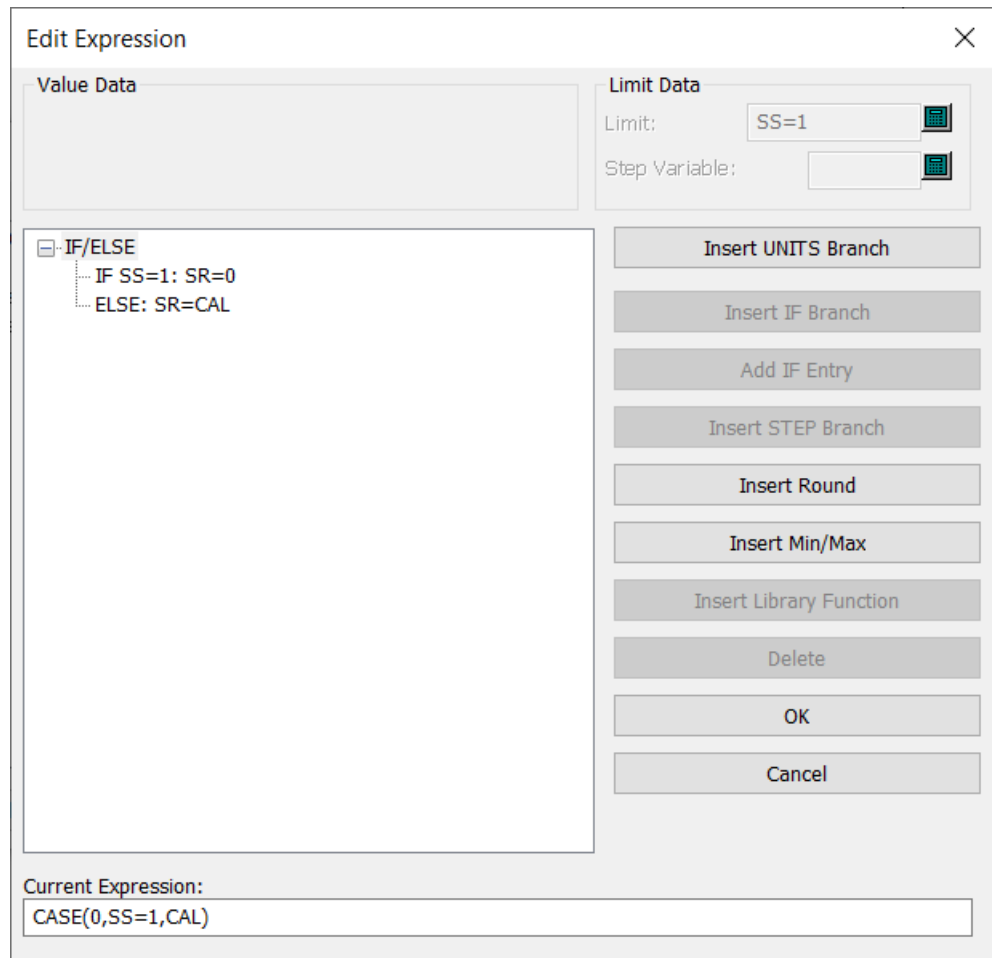 Edit Expression
Value Data
Limit Data
Limit: SS=1
Step Variable:
IF/ELSE
IF SS=1: SR=0
ELSE: SR=CAL
Insert UNITS Branch
Insert IF Branch
Add IF Entry
Insert STEP Branch
Insert Round
Insert Min/Max
Insert Library Function
Delete
OK
Cancel
Current Expression:
CASE(0,SS=1,CAL)